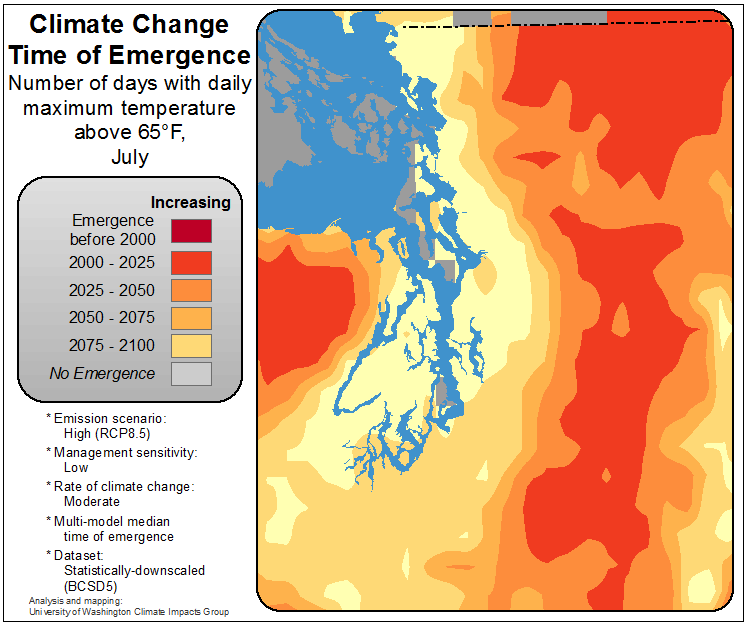 Climate Change
Time of Emergence
Number of days with daily
maximum temperature
above 65°F,
July
Increasing
Emergence
before 2000
2000 - 2025
2025 - 2050
2050 - 2075
2075 - 2100
No Emergence
* Emission scenario:
High (RCP8.5)
* Management sensitivity:
Low
* Rate of climate change:
Moderate
* Multi-model median
time of emergence
* Dataset:
Statistically-downscaled
(BCSD5)
Analysis and mapping:
University of Washington Climate Impacts Group